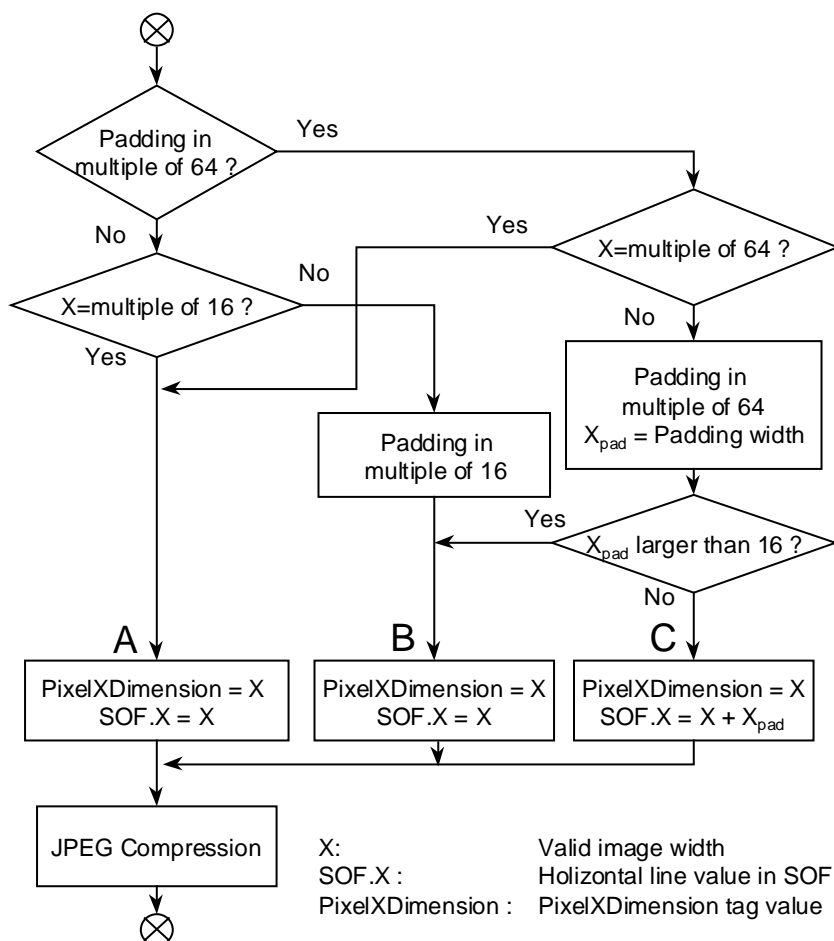 Padding in
multiple of 64 ?
Yes
No
X=multiple of 64 ?
Yes
No
X=multiple of 16 ?
No
Yes
Padding in
multiple of 64
Xpad = Padding width
Padding in
multiple of 16
Xpad larger than 16 ?
Yes
No
A
B
C
PixelXDimension = X
SOF.X = X
PixelXDimension = X
SOF.X = X
PixelXDimension = X
SOF.X = X + Xpad
JPEG Compression
X: Valid image width
SOF.X : Holizontal line value in SOF
PixelXDimension : PixelXDimension tag value